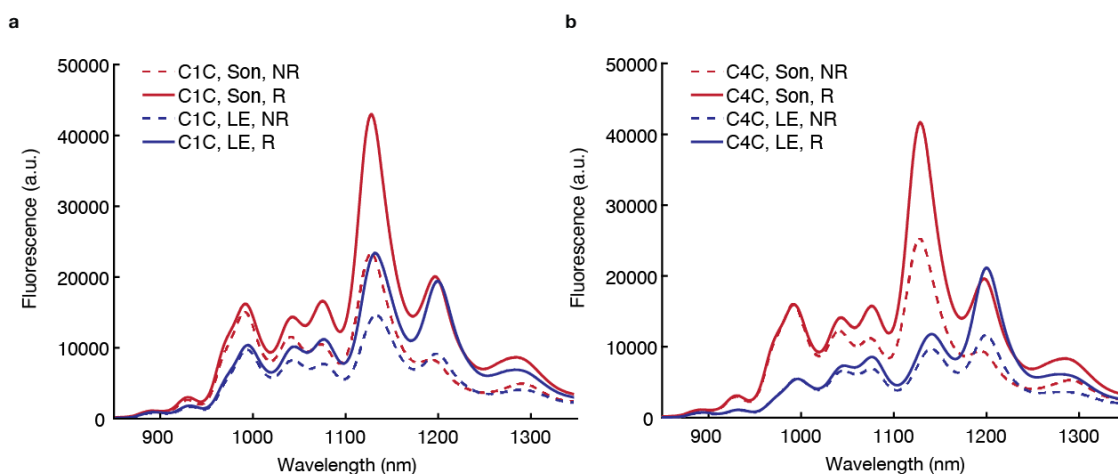 a
50000
40000
30000
20000
10000
0
Fluorescence (a.u.)
C1C, Son, NR
C1C, Son, R
C1C, LE, NR
C1C, LE, R
900 1000 1100 1200 1300
Wavelength (nm)
b
50000
40000
30000
20000
10000
0
Fluorescence (a.u.)
C4C, Son, NR
C4C, Son, R
C4C, LE, NR
C4C, LE, R
900 1000 1100 1200 1300
Wavelength (nm)